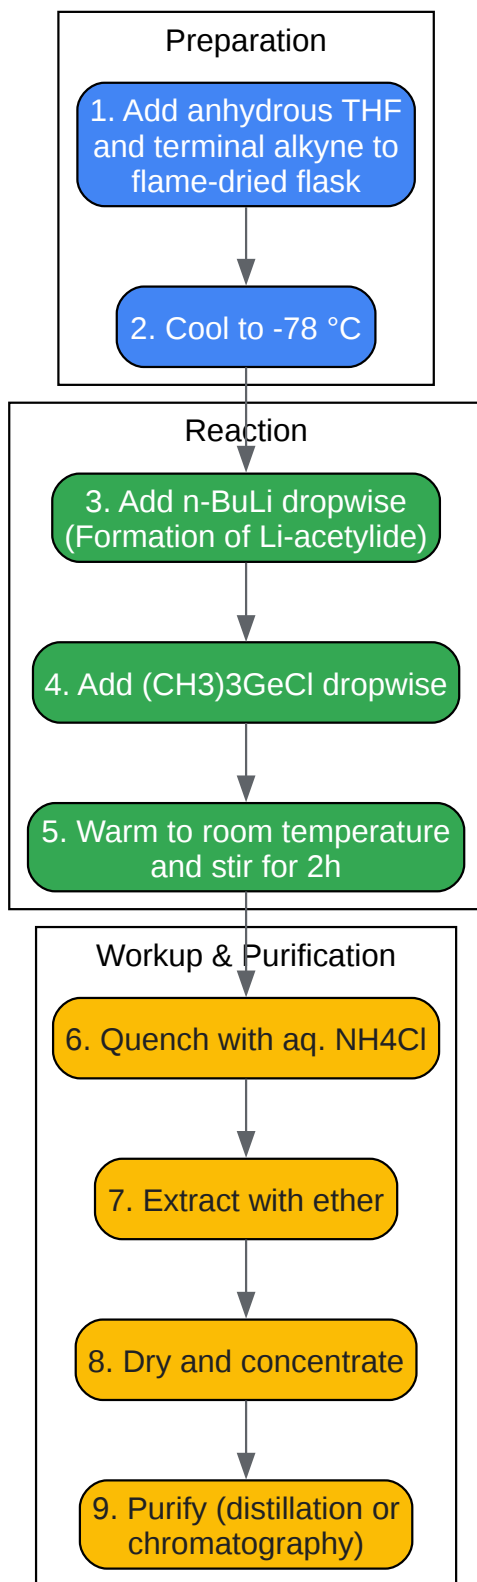 Preparation
1. Add anhydrous THF
and terminal alkyne to
flame-dried flask
2. Cool to -78 °C
Reaction
3. Add n-BuLi dropwise
(Formation of Li-acetylide)
4. Add (CH3)3GeCl dropwise
5. Warm to room temperature
and stir for 2h
Workup & Purification
6. Quench with aq. NH4Cl
7. Extract with ether
8. Dry and concentrate
9. Purify (distillation or
chromatography)